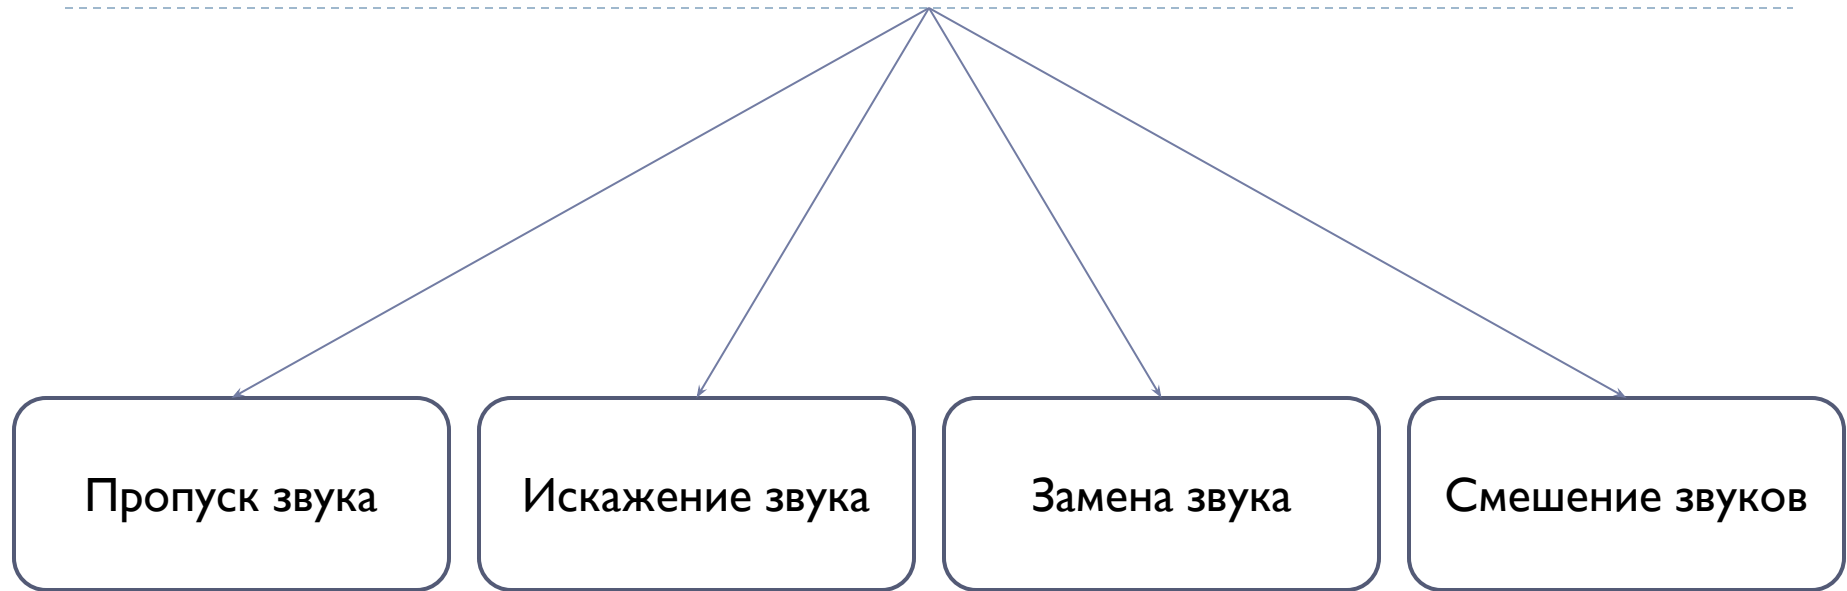 Пропуск звука
Искажение звука
Замена звука
Смешение звуков